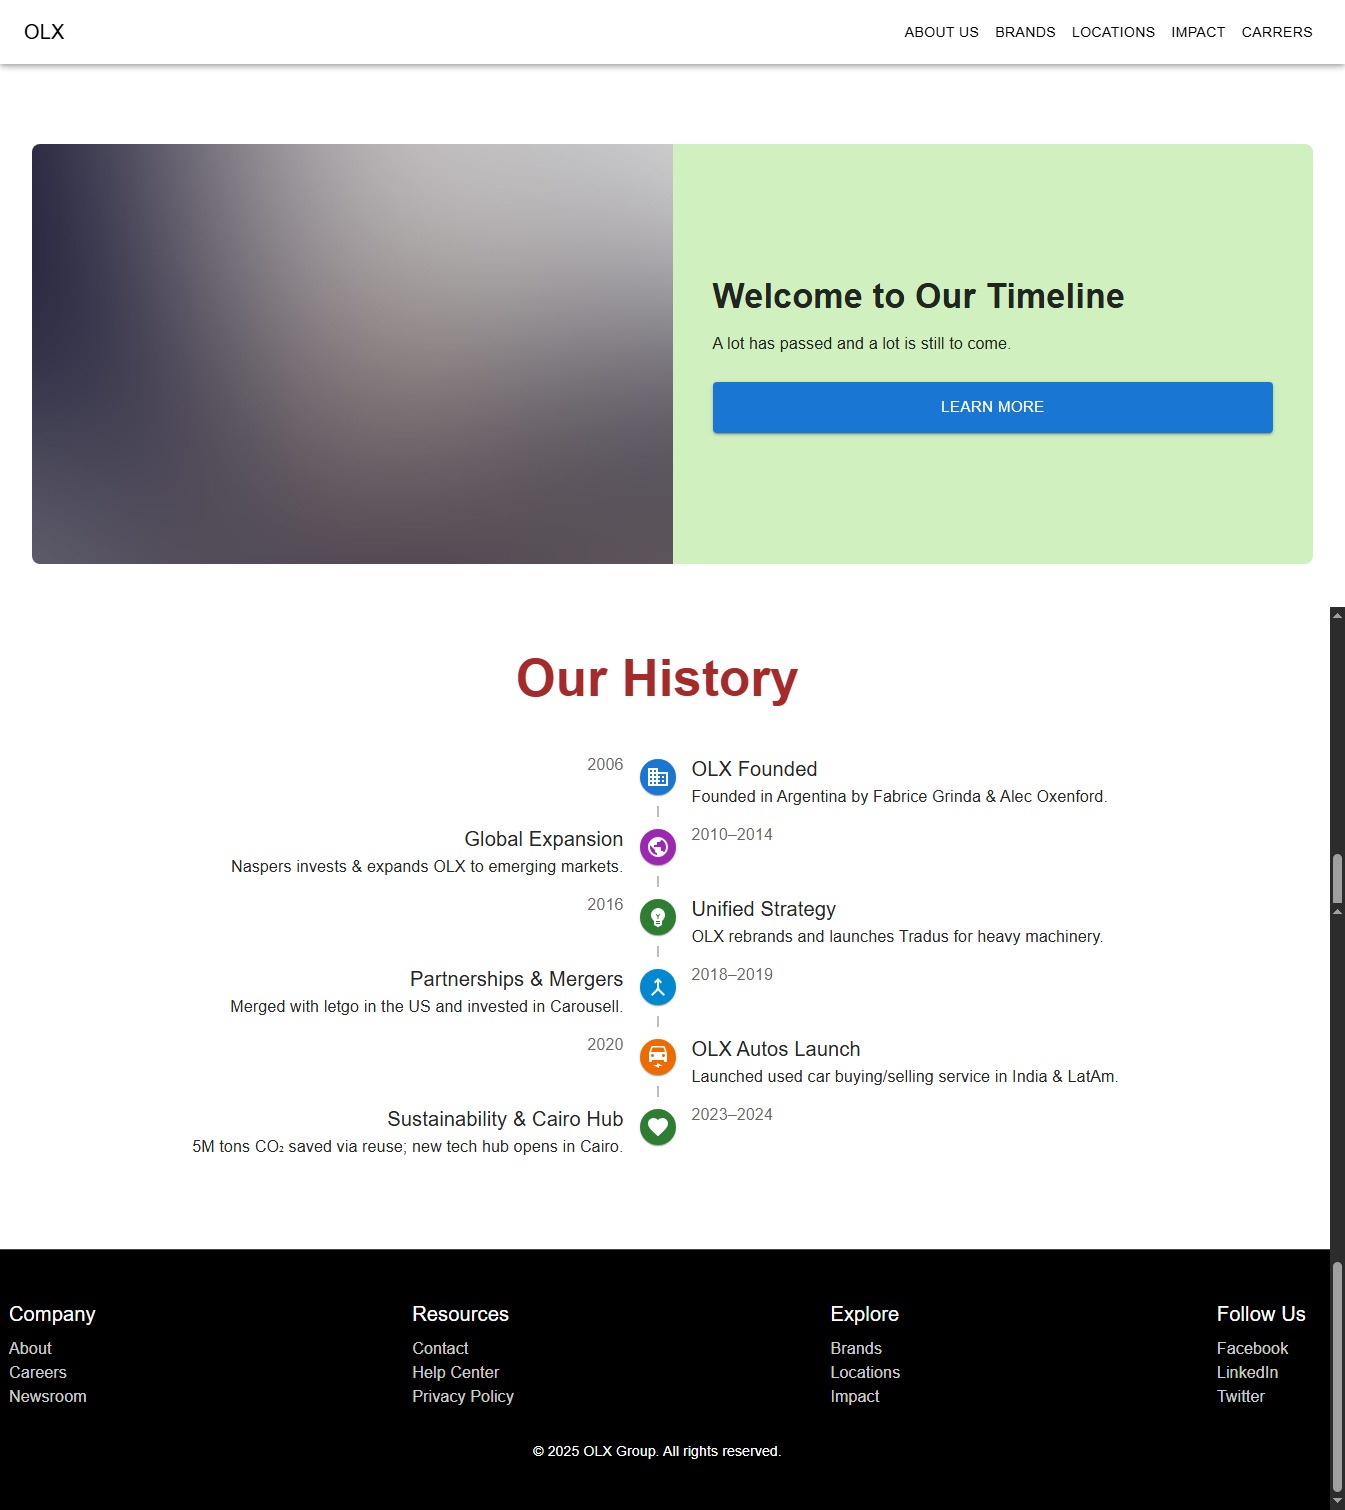 OLX
ABOUT US BRANDS LOCATIONS IMPACT CARRERS
Welcome to Our Timeline
A lot has passed and a lot is still to come.
LEARN MORE
Our History
2006
OLX Founded
Founded in Argentina by Fabrice Grinda & Alec Oxenford.
Global Expansion
Naspers invests & expands OLX to emerging markets.
2010–2014
2016
Unified Strategy
OLX rebrands and launches Tradus for heavy machinery.
Partnerships & Mergers
Merged with letgo in the US and invested in Carousell.
2018–2019
2020
OLX Autos Launch
Launched used car buying/selling service in India & LatAm.
Sustainability & Cairo Hub
5M tons CO₂ saved via reuse; new tech hub opens in Cairo.
2023–2024
Company
About
Careers
Newsroom
Resources
Contact
Help Center
Privacy Policy
Explore
Brands
Locations
Impact
Follow Us
Facebook
LinkedIn
Twitter
© 2025 OLX Group. All rights reserved.